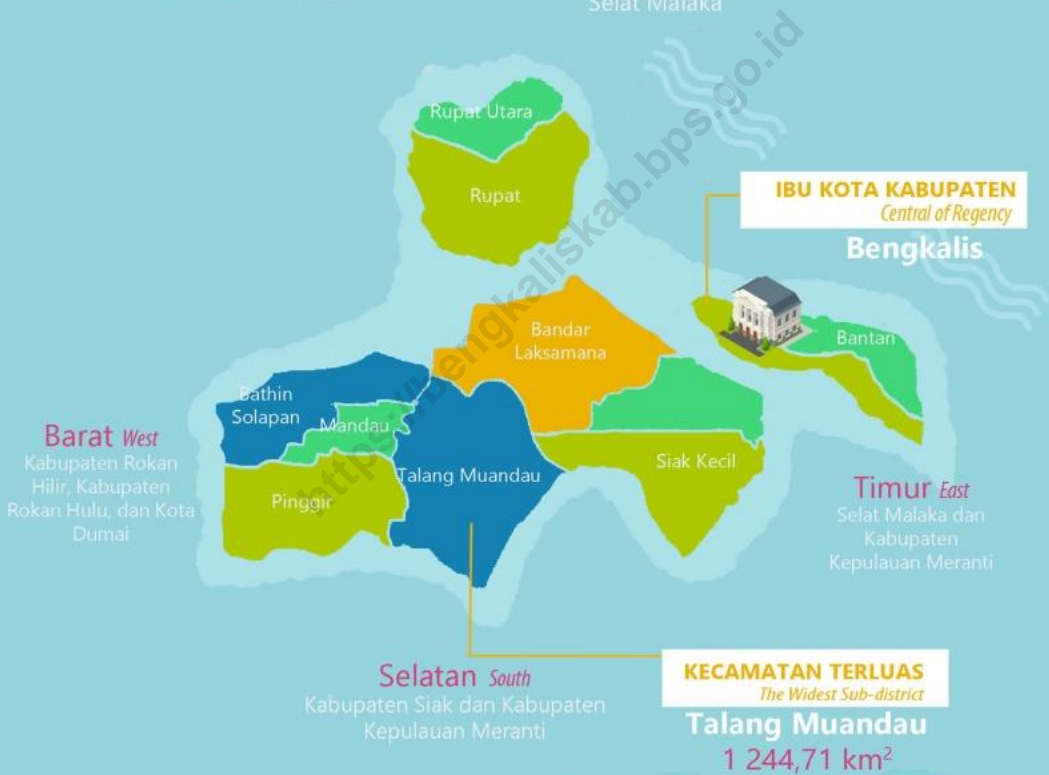 Selat Malaka
Rupat Utara
Rupat
IBU KOTA KABUPATEN
Central of Regency
Bengkalis
Bandar
Laksamana
Bantan
Bathin
Solapan
Mandau
Barat West
Kabupaten Rokan
Hilir, Kabupaten
Rokan Hulu, dan Kota
Dumai
Talang Muandau
Siak Kecil
Pinggir
Timur East
Selat Malaka dan
Kabupaten
Kepulauan Meranti
Selatan South
Kabupaten Siak dan Kabupaten
Kepulauan Meranti
KECAMATAN TERLUAS
The Widest Sub-district
Talang Muandau
1 244,71 km²
https://bengkaliskab.bps.go.id